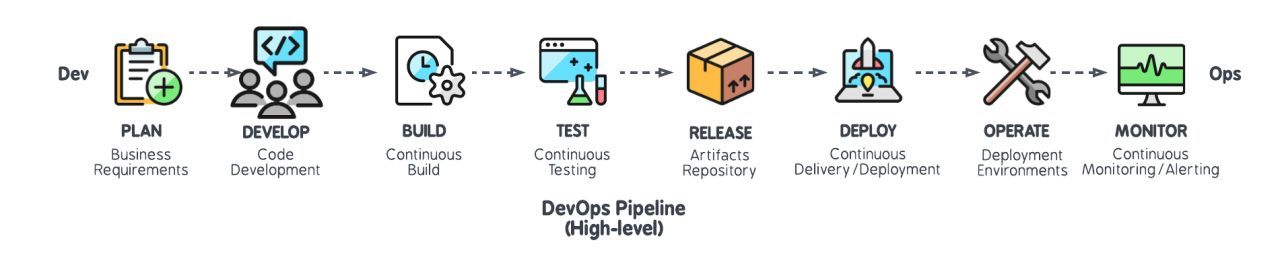 Dev
</>
Ops
PLAN
DEVELOP
BUILD
TEST
RELEASE
DEPLOY
OPERATE
MONITOR
Business
Requirements
Code
Development
Continuous
Build
Continuous
Testing
Artifacts
Repository
Continuous
Delivery/Deployment
Deployment
Environments
Continuous
Monitoring/Alerting
DevOps Pipeline
(High-level)